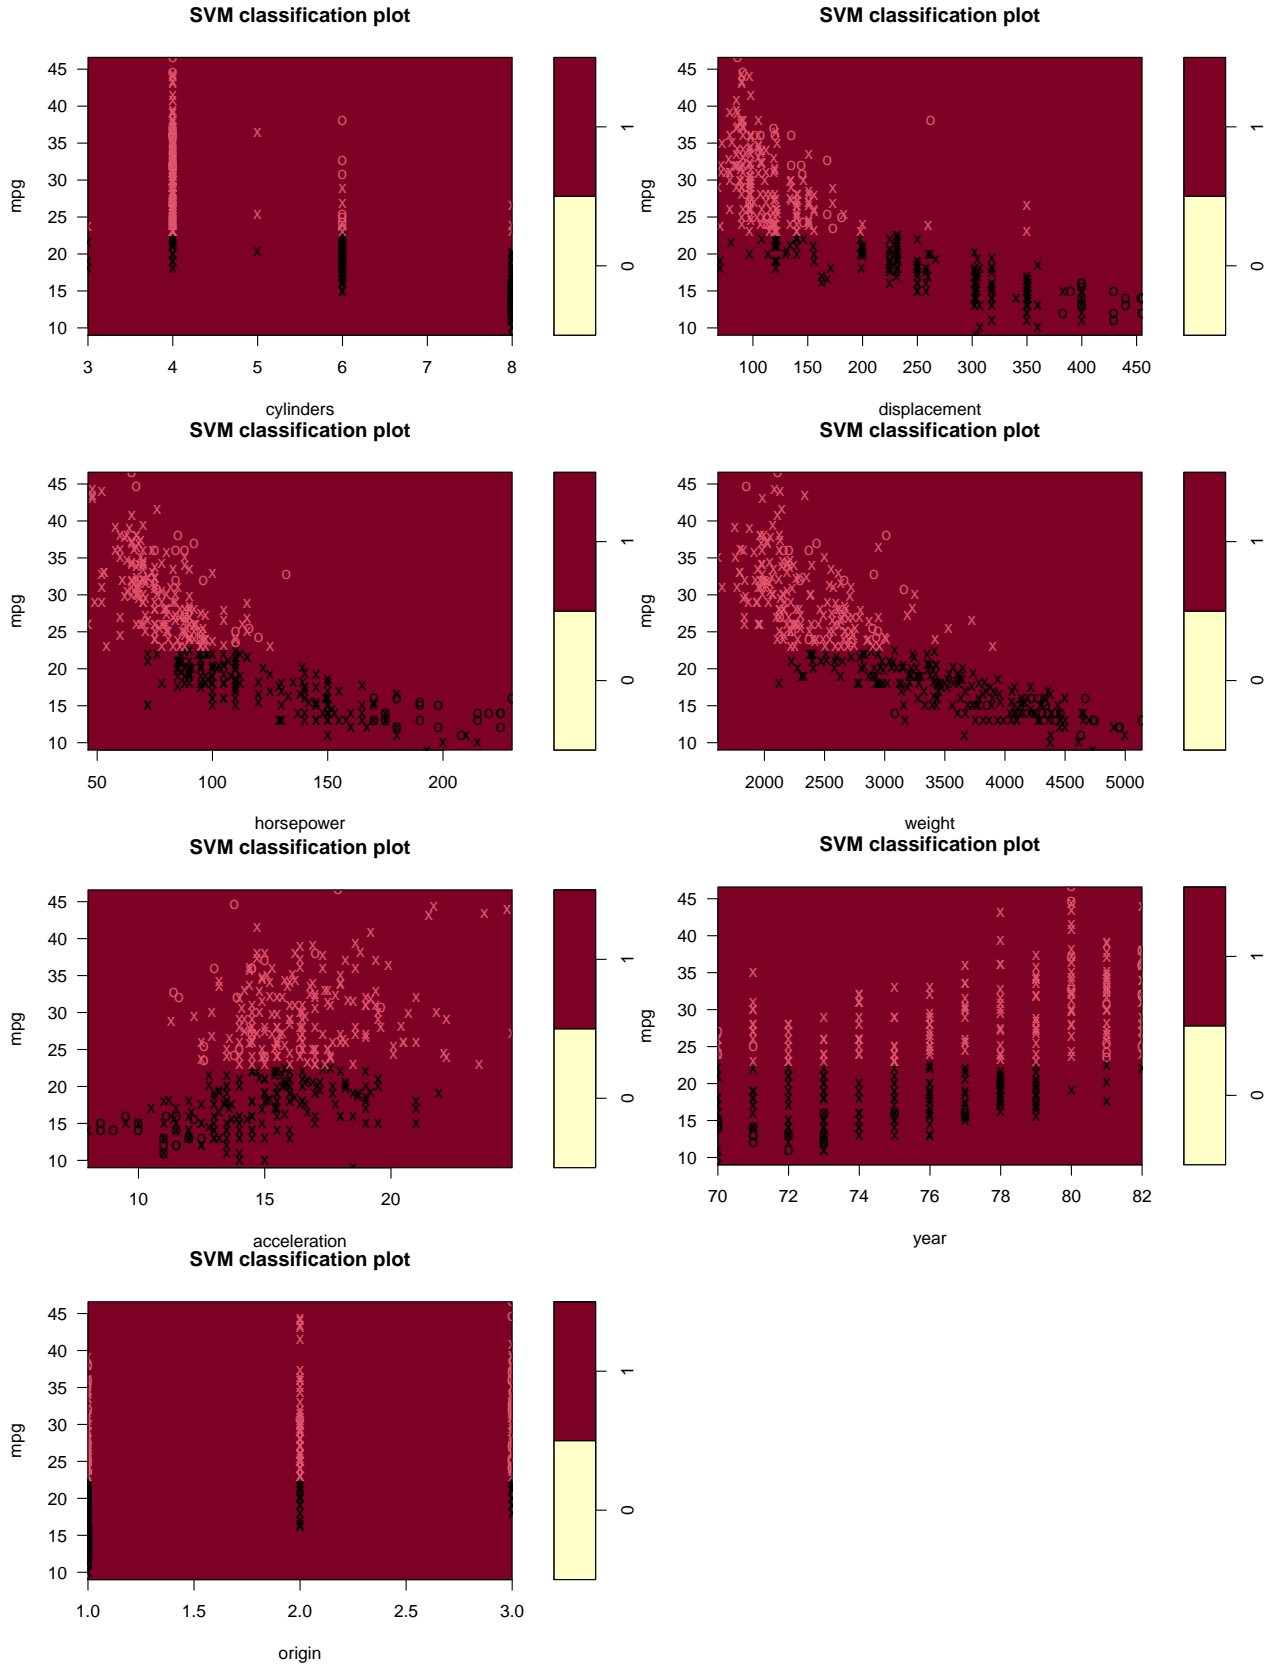 SVM classification plot
45
40
35
30
25
20
15
10
mpg
3 4 5 6 7 8
cylinders
1
0
SVM classification plot
45
40
35
30
25
20
15
10
mpg
100 150 200 250 300 350 400 450
displacement
1
0
SVM classification plot
45
40
35
30
25
20
15
10
mpg
50 100 150 200
horsepower
1
0
SVM classification plot
45
40
35
30
25
20
15
10
mpg
2000 2500 3000 3500 4000 4500 5000
weight
1
0
SVM classification plot
45
40
35
30
25
20
15
10
mpg
10 15 20
acceleration
1
0
SVM classification plot
45
40
35
30
25
20
15
10
mpg
70 72 74 76 78 80 82
year
1
0
SVM classification plot
45
40
35
30
25
20
15
10
mpg
1.0 1.5 2.0 2.5 3.0
origin
1
0